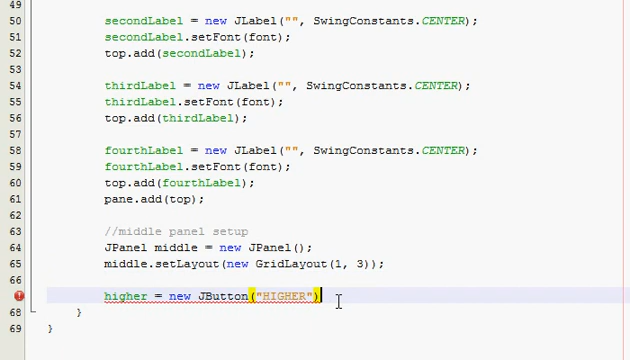 49
50 secondLabel = new JLabel("", SwingConstants.CENTER);
51 secondLabel.setFont(font);
52 top.add(secondLabel);
53
54 thirdLabel = new JLabel("", SwingConstants.CENTER);
55 thirdLabel.setFont(font);
56 top.add(thirdLabel);
57
58 fourthLabel = new JLabel("", SwingConstants.CENTER);
59 fourthLabel.setFont(font);
60 top.add(fourthLabel);
61 pane.add(top);
62
63 //middle panel setup
64 JPanel middle = new JPanel();
65 middle.setLayout(new GridLayout(1, 3));
66
higher = new JButton("HIGHER")
68 }
69 }